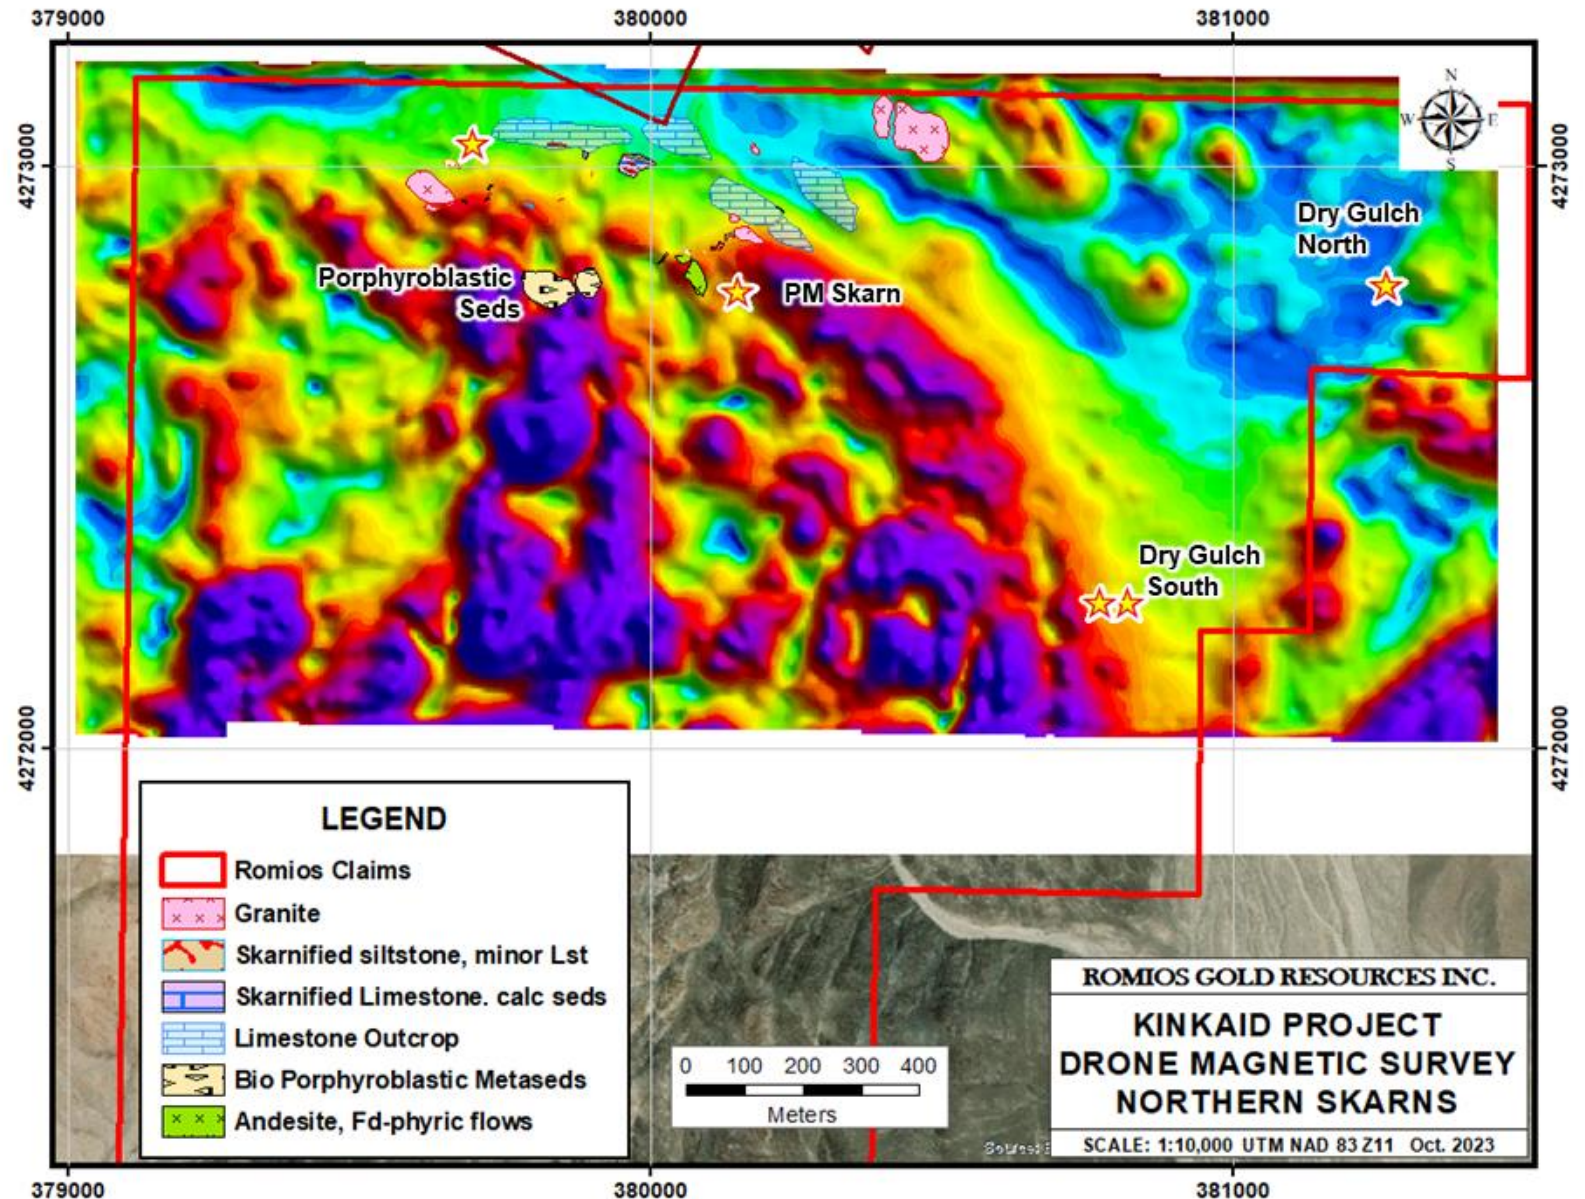 379000 380000 381000
N
W E
S
4273000 4273000
Dry Gulch
North
Porphyroblastic
Seds
PM Skarn
Dry Gulch
South
4272000 4272000
LEGEND
Romios Claims
Granite
Skarnified siltstone, minor Lst
Skarnified Limestone. calc seds
Limestone Outcrop
Bio Porphyroblastic Metaseds
Andesite, Fd-phyric flows
0 100 200 300 400
Meters
ROMIOS GOLD RESOURCES INC.
KINKAID PROJECT
DRONE MAGNETIC SURVEY
NORTHERN SKARNS
SCALE: 1:10,000 UTM NAD 83 Z11 Oct. 2023
379000 380000 381000